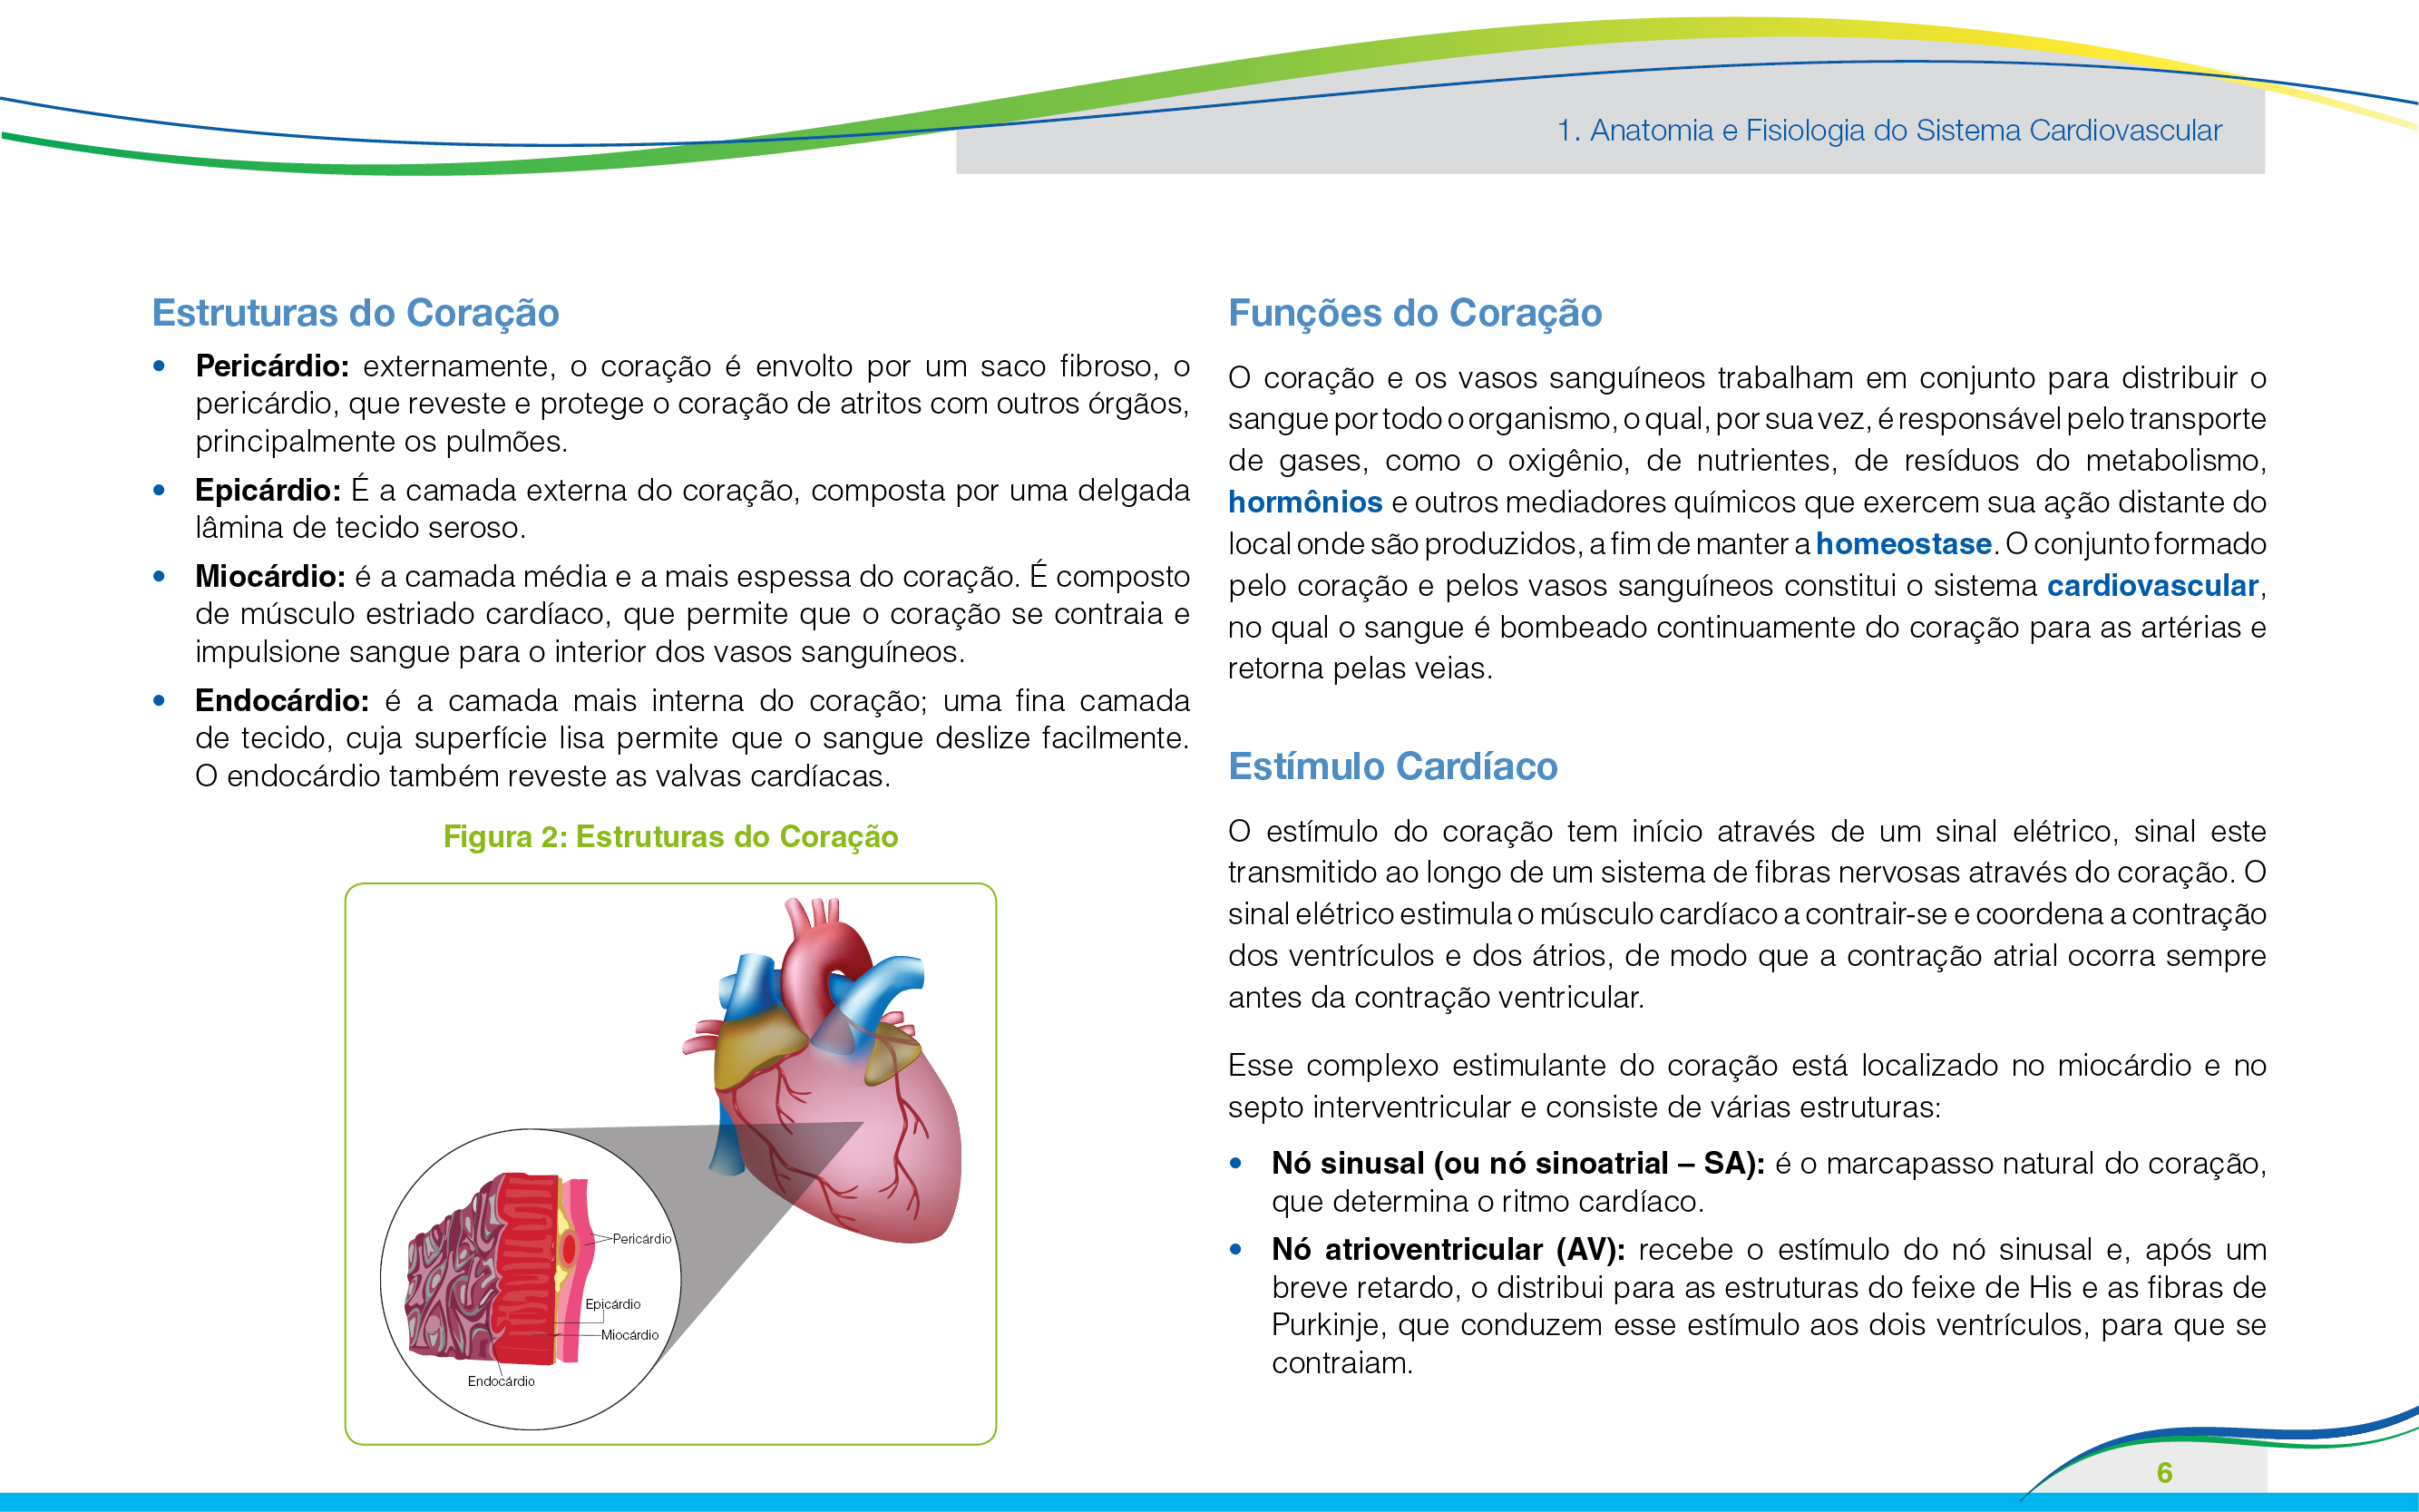 1. Anatomia e Fisiologia do Sistema Cardiovascular
Estruturas do Coração
• Pericárdio: externamente, o coração é envolto por um saco fibroso, o
pericárdio, que reveste e protege o coração de atritos com outros órgãos,
principalmente os pulmões.
• Epicárdio: É a camada externa do coração, composta por uma delgada
lâmina de tecido seroso.
• Miocárdio: é a camada média e a mais espessa do coração. É composto
de músculo estriado cardíaco, que permite que o coração se contraia e
impulsione sangue para o interior dos vasos sanguíneos.
• Endocárdio: é a camada mais interna do coração; uma fina camada
de tecido, cuja superfície lisa permite que o sangue deslize facilmente.
O endocárdio também reveste as valvas cardíacas.
Figura 2: Estruturas do Coração
Pericárdio
Epicárdio
Miocárdio
Endocárdio
Funções do Coração
O coração e os vasos sanguíneos trabalham em conjunto para distribuir o
sangue por todo o organismo, o qual, por sua vez, é responsável pelo transporte
de gases, como o oxigênio, de nutrientes, de resíduos do metabolismo,
hormônios e outros mediadores químicos que exercem sua ação distante do
local onde são produzidos, a fim de manter a homeostase. O conjunto formado
pelo coração e pelos vasos sanguíneos constitui o sistema cardiovascular,
no qual o sangue é bombeado continuamente do coração para as artérias e
retorna pelas veias.
Estímulo Cardíaco
O estímulo do coração tem início através de um sinal elétrico, sinal este
transmitido ao longo de um sistema de fibras nervosas através do coração. O
sinal elétrico estimula o músculo cardíaco a contrair-se e coordena a contração
dos ventrículos e dos átrios, de modo que a contração atrial ocorra sempre
antes da contração ventricular.
Esse complexo estimulante do coração está localizado no miocárdio e no
septo interventricular e consiste de várias estruturas:
• Nó sinusal (ou nó sinoatrial – SA): é o marcapasso natural do coração,
que determina o ritmo cardíaco.
• Nó atrioventricular (AV): recebe o estímulo do nó sinusal e, após um
breve retardo, o distribui para as estruturas do feixe de His e as fibras de
Purkinje, que conduzem esse estímulo aos dois ventrículos, para que se
contraiam.
6